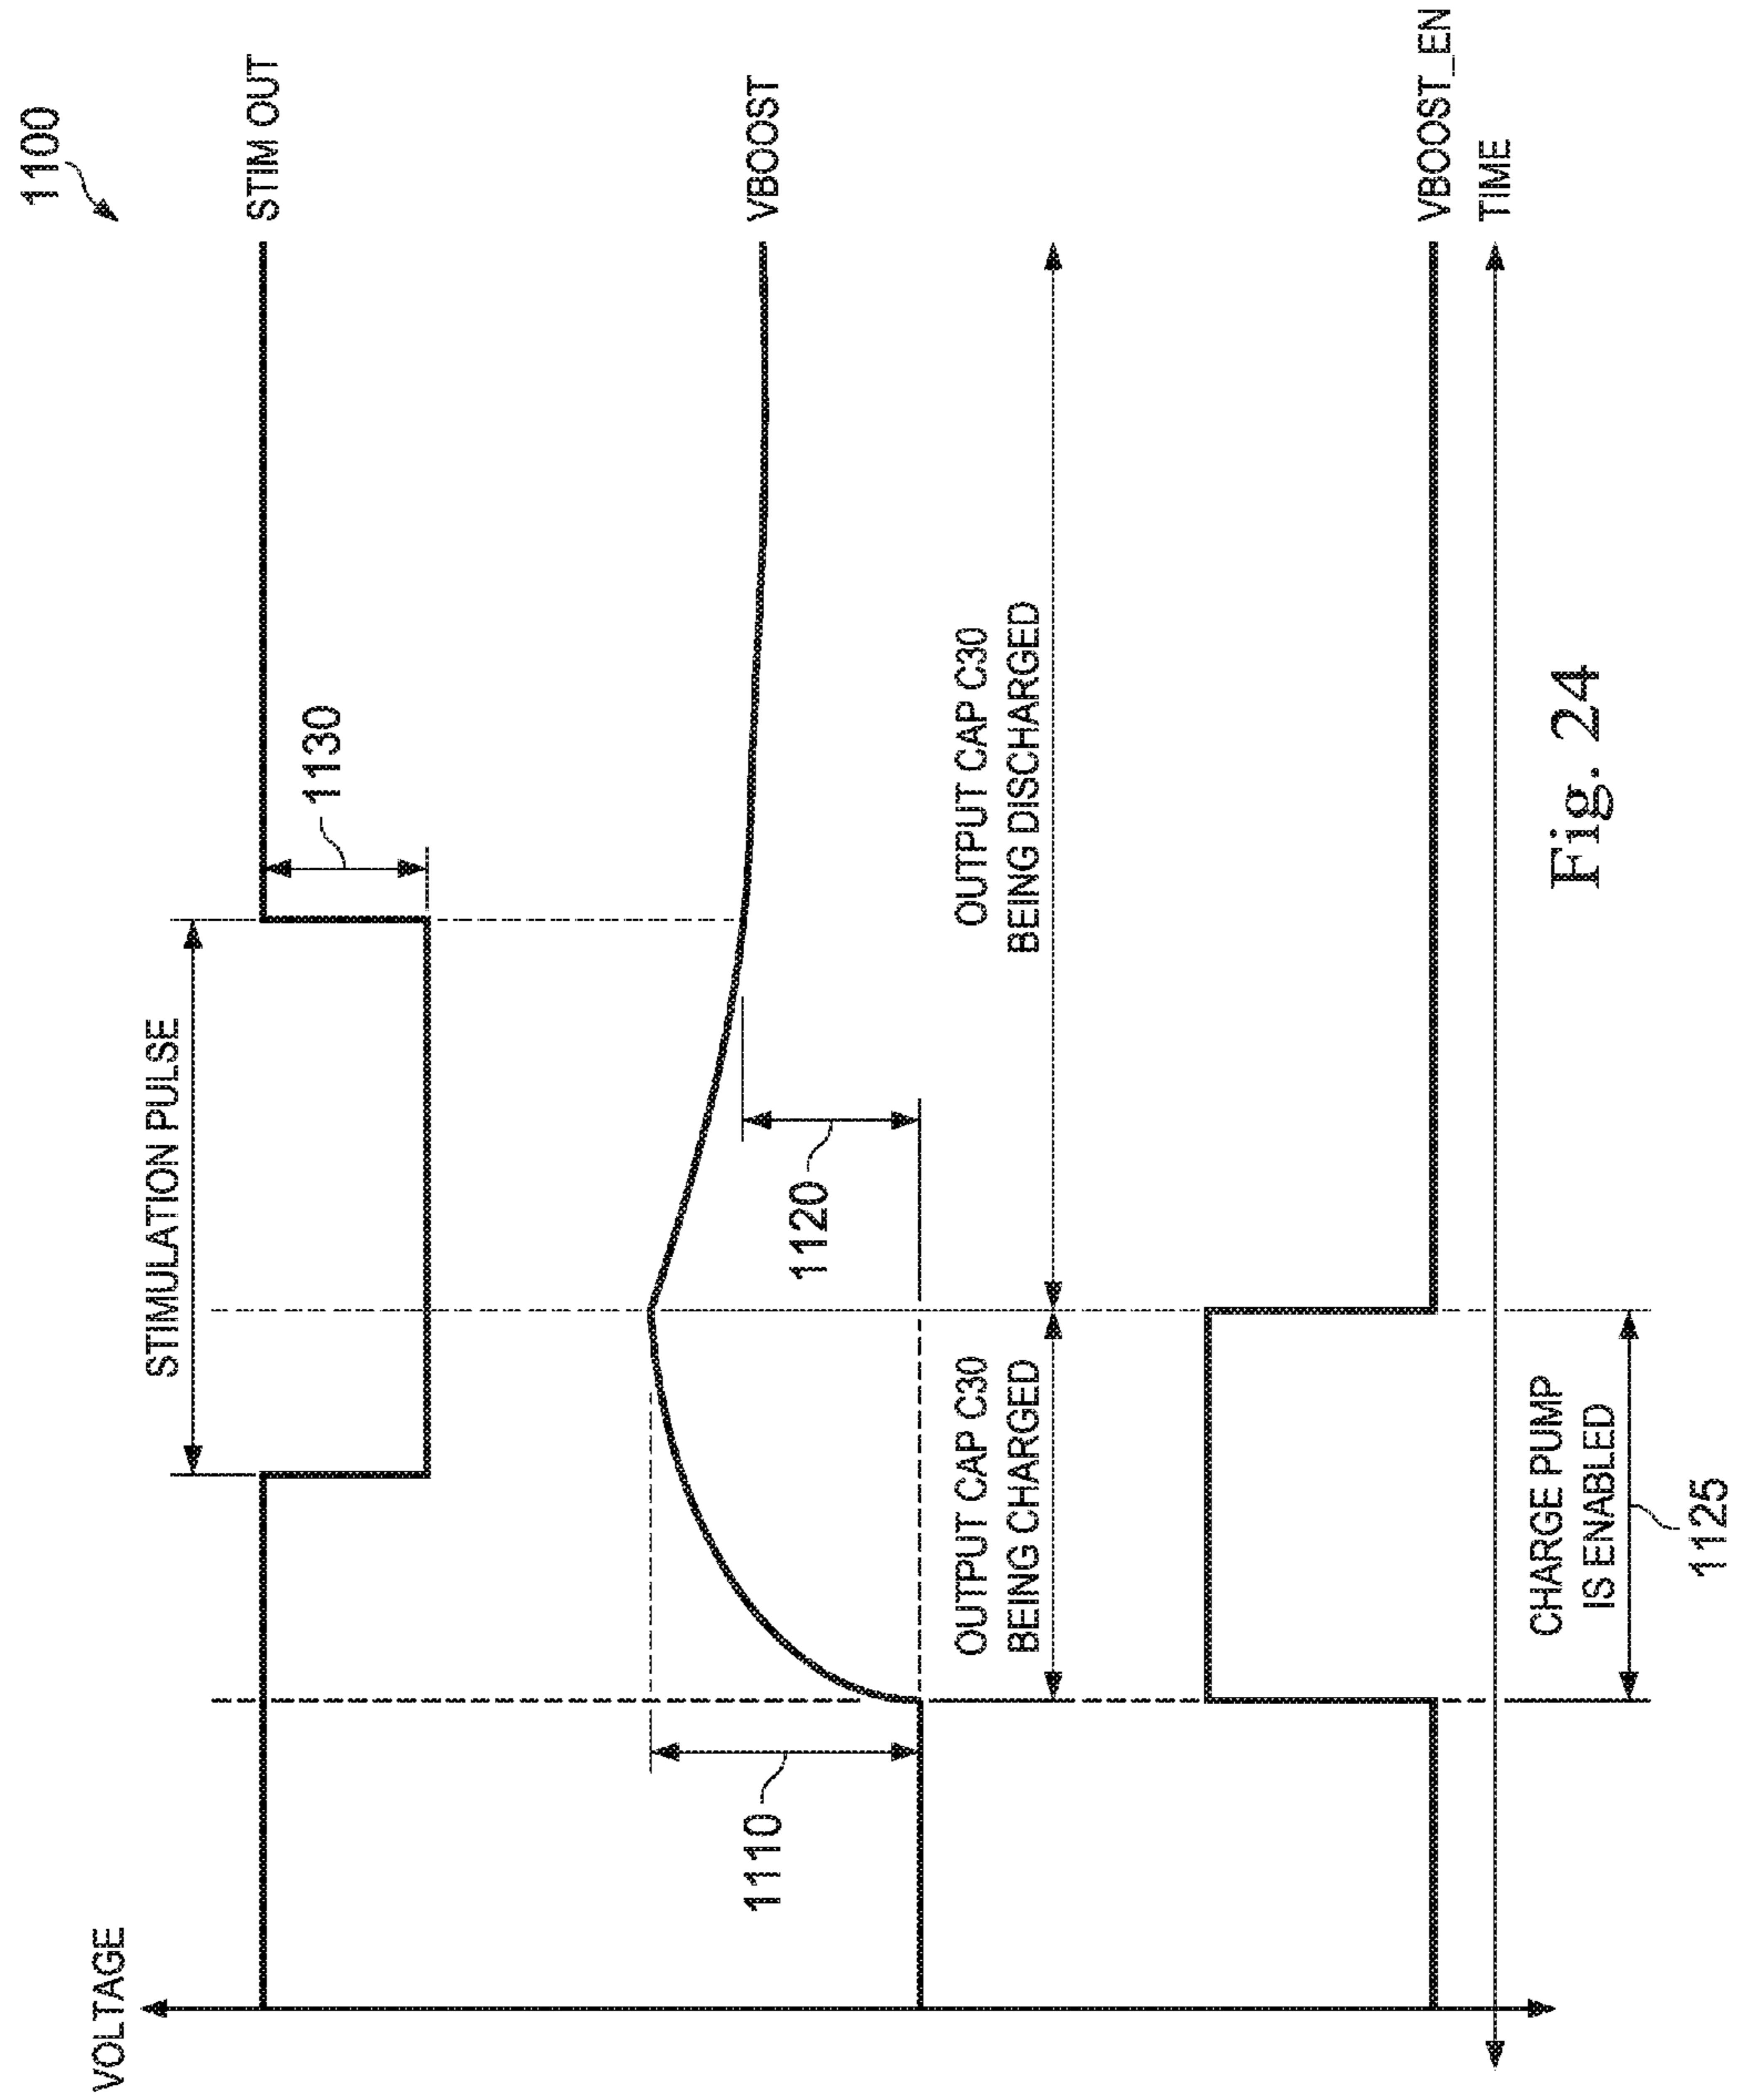 1100
VOLTAGE
STIMULATION PULSE
STIM OUT
1130
VBOOST
1110
1120
OUTPUT CAP C30
BEING CHARGED
OUTPUT CAP C30
BEING DISCHARGED
VBOOST_EN
TIME
CHARGE PUMP
IS ENABLED
1125
Fig. 24